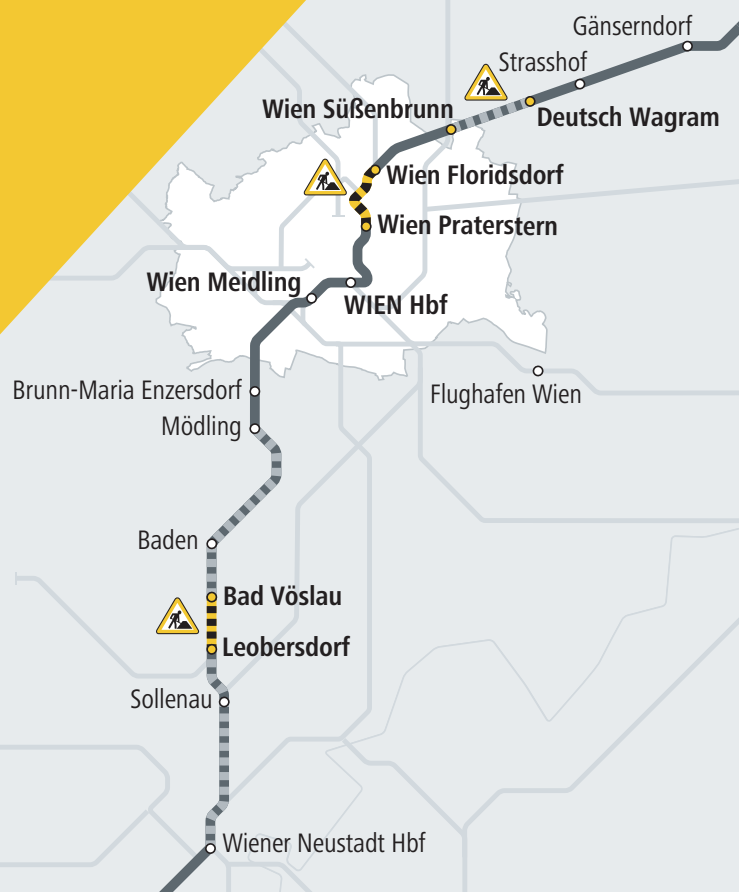 Gänserndorf
Strasshof
Wien Süßenbrunn
Deutsch Wagram
Wien Floridsdorf
Wien Praterstern
Wien Meidling
WIEN Hbf
Brunn-Maria Enzersdorf
Flughafen Wien
Mödling
Baden
Bad Vöslau
Leobersdorf
Sollenau
Wiener Neustadt Hbf